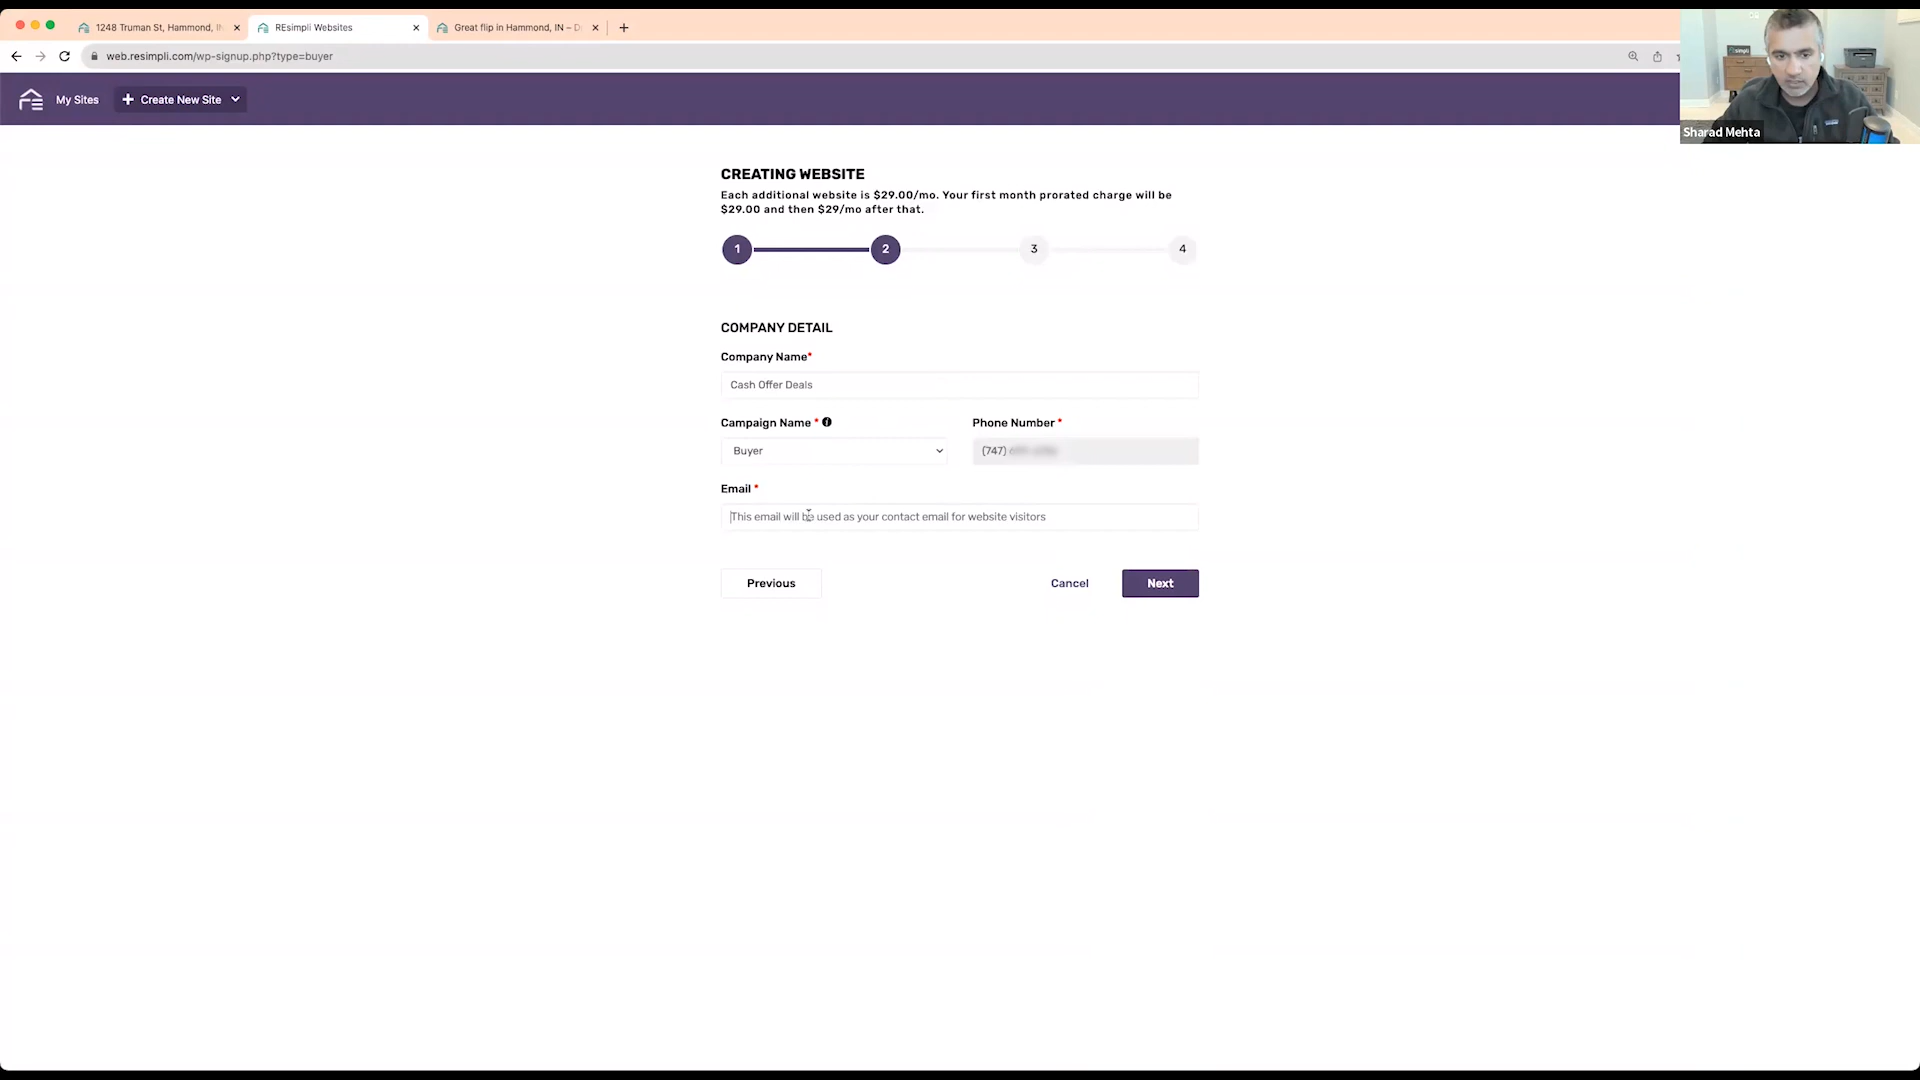 1248 Truman St, Hammond, IN
REsimpli Websites
Great flip in Hammond, IN – D
web.resimpli.com/wp-signup.php?type=buyer
My Sites
Create New Site
Sharad Mehta
CREATING WEBSITE
Each additional website is $29.00/mo. Your first month prorated charge will be
$29.00 and then $29/mo after that.
1
2
3
4
COMPANY DETAIL
Company Name*
Cash Offer Deals
Campaign Name *
Phone Number *
Buyer
(747)
Email *
This email will be used as your contact email for website visitors
Previous
Cancel
Next